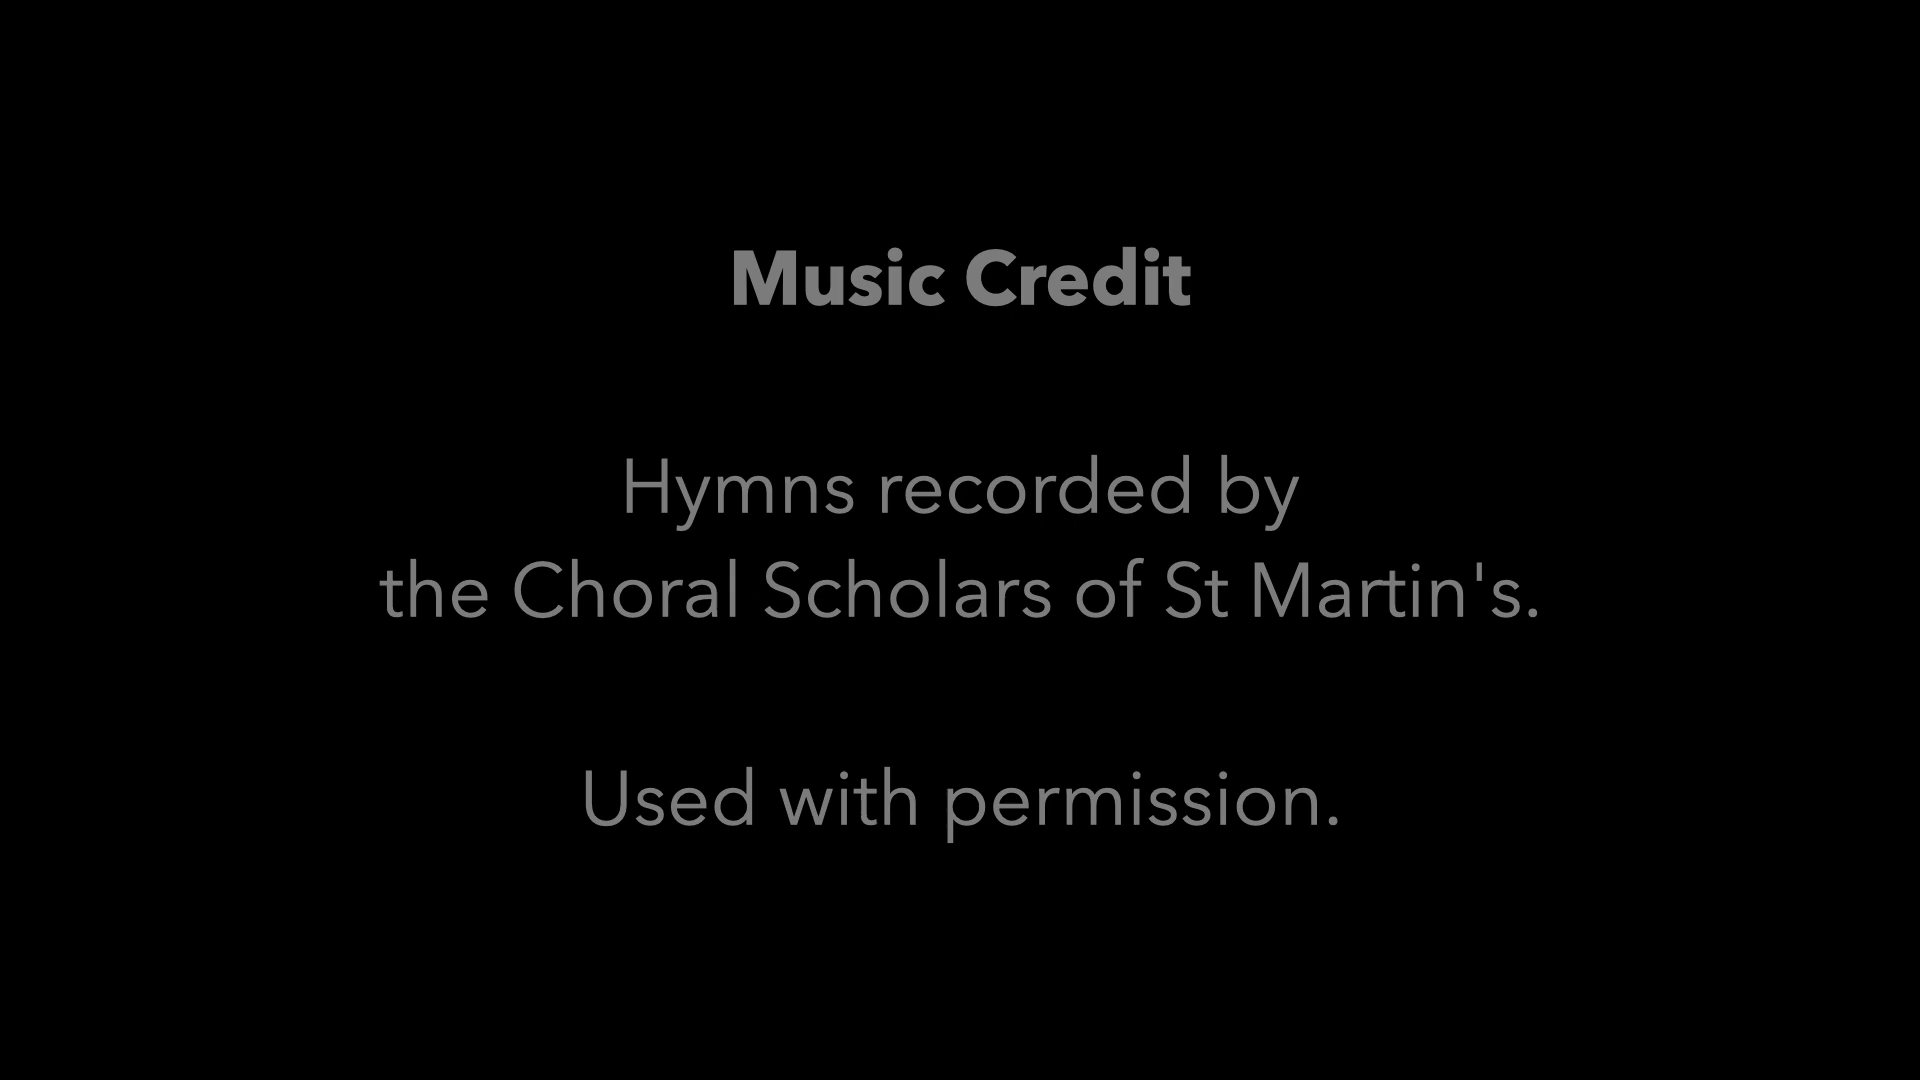 Music Credit
Hymns recorded by
the Choral Scholars of St Martin's.
Used with permission.